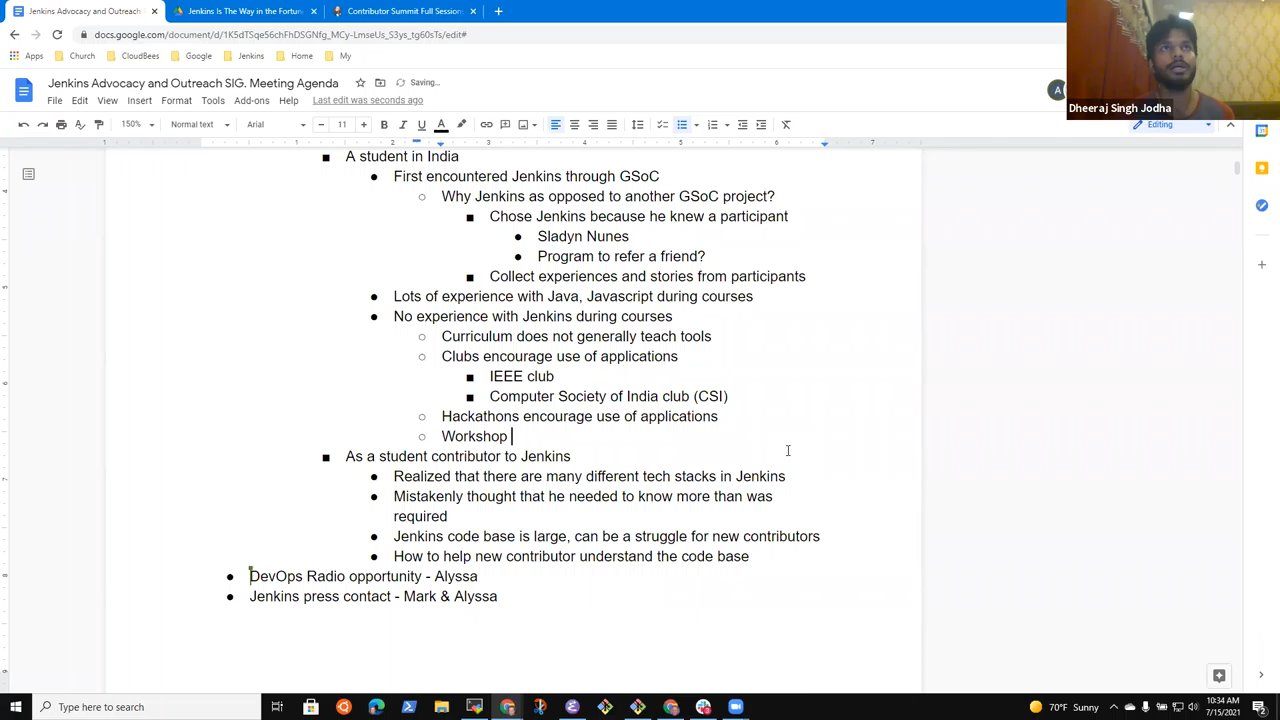 Jenkins Advocacy and Outreach
Jenkins Is The Way in the Fortun
Contributor Summit Full Session
docs.google.com/document/d/1K5dTSqe56chFhDSGNfg_MCy-LmseUs_S3ys_tg60sTs/edit#
Apps
Church
CloudBees
Google
Jenkins
Home
My
Jenkins Advocacy and Outreach SIG. Meeting Agenda
Saving...
A
File Edit View Insert Format Tools Add-ons Help Last edit was seconds ago
Dheeraj Singh Jodha
150% Normal text Arial 11 B I U A Editing
1 1 2 3 4 5 6 7
■ A student in India
● First encountered Jenkins through GSoC
○ Why Jenkins as opposed to another GSoC project?
■ Chose Jenkins because he knew a participant
● Sladyn Nunes
● Program to refer a friend?
■ Collect experiences and stories from participants
● Lots of experience with Java, Javascript during courses
● No experience with Jenkins during courses
○ Curriculum does not generally teach tools
○ Clubs encourage use of applications
■ IEEE club
■ Computer Society of India club (CSI)
○ Hackathons encourage use of applications
○ Workshop
■ As a student contributor to Jenkins
● Realized that there are many different tech stacks in Jenkins
● Mistakenly thought that he needed to know more than was
required
● Jenkins code base is large, can be a struggle for new contributors
● How to help new contributor understand the code base
● DevOps Radio opportunity - Alyssa
● Jenkins press contact - Mark & Alyssa
Type here to search
70°F Sunny
10:34 AM
7/15/2021
2